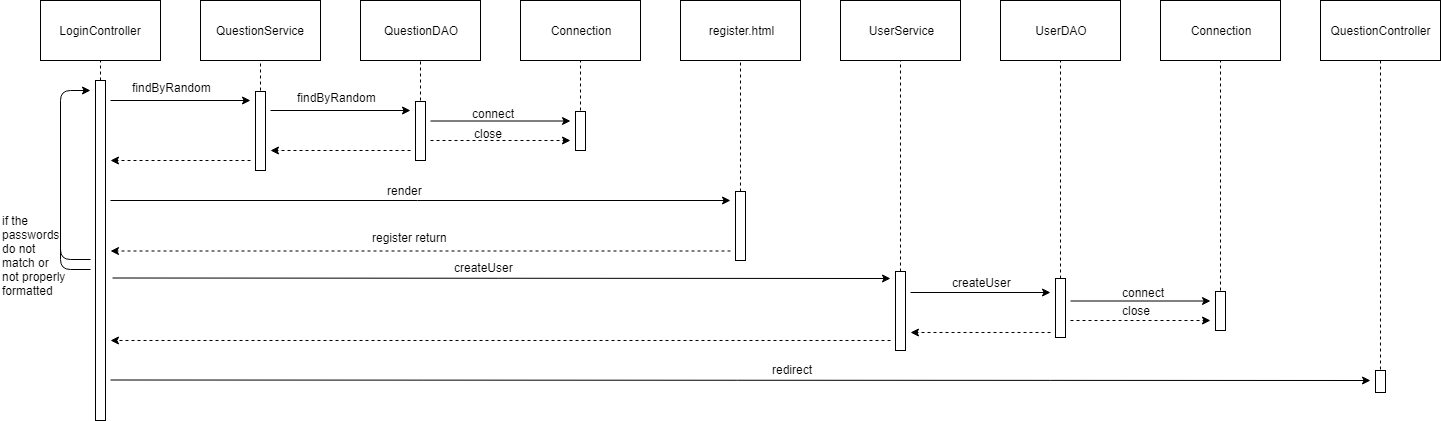 LoginController
QuestionService
QuestionDAO
Connection
register.html
UserService
UserDAO
Connection
QuestionController
findByRandom
findByRandom
connect
close
render
if the
passwords
do not
match or
not properly
formatted
register return
createUser
createUser
connect
close
redirect